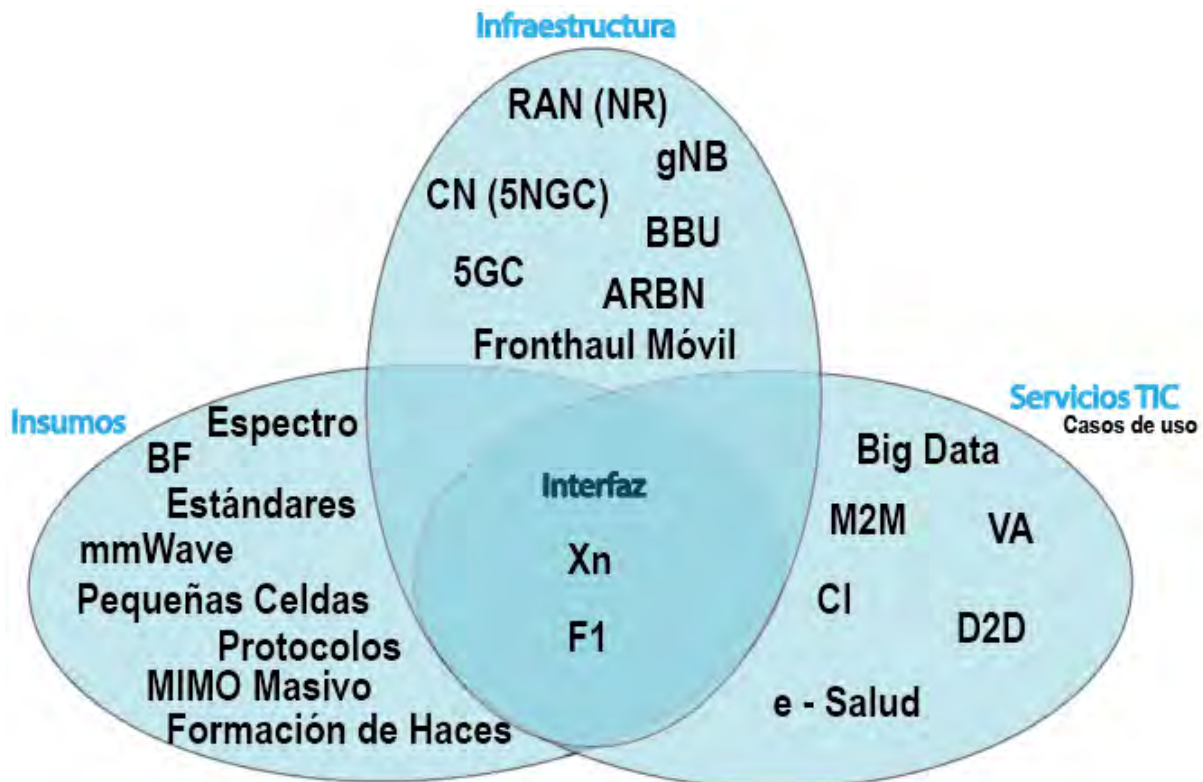 Infraestructura
RAN (NR)
gNB
CN (5NGC)
BBU
5GC
ARBN
Fronthaul Móvil
Insumos
Espectro
BF
Estándares
mmWave
Pequeñas Celdas
Protocolos
MIMO Masivo
Formación de Haces
Interfaz
Xn
F1
Servicios TIC
Casos de uso
Big Data
M2M
VA
CI
D2D
e - Salud